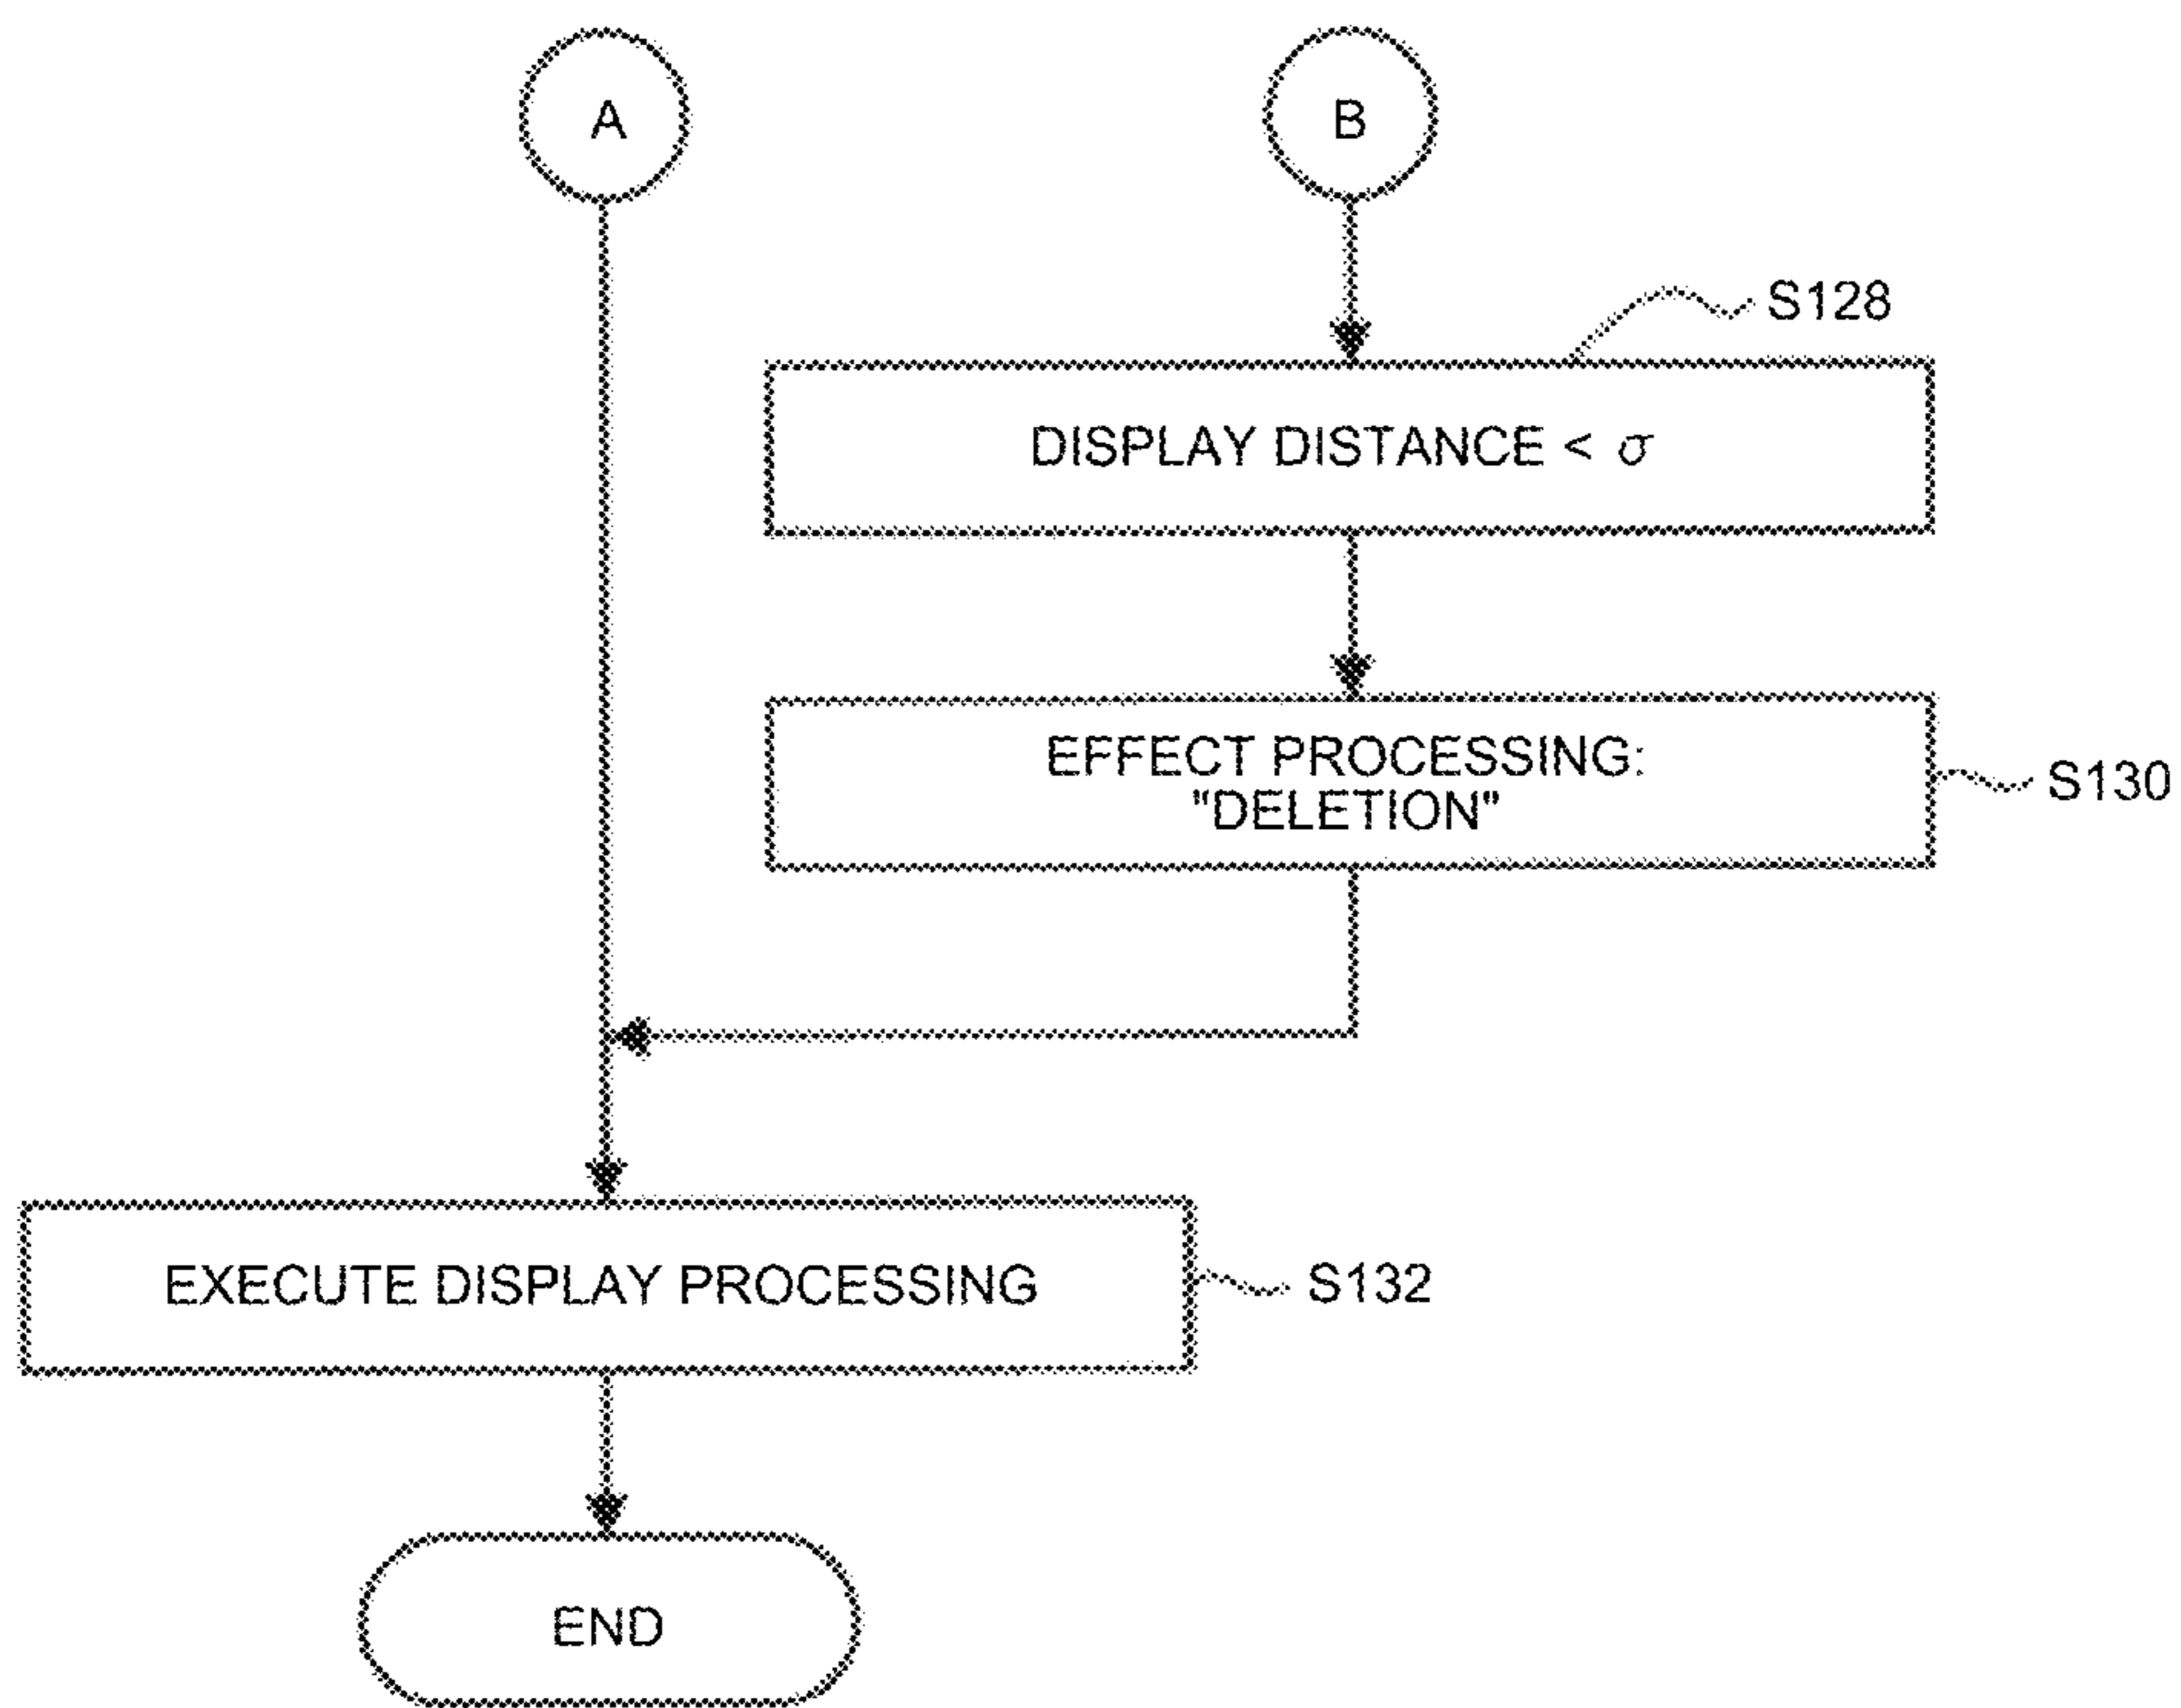 A
B
S128
DISPLAY DISTANCE < σ
EFFECT PROCESSING:
"DELETION"
S130
EXECUTE DISPLAY PROCESSING
S132
END